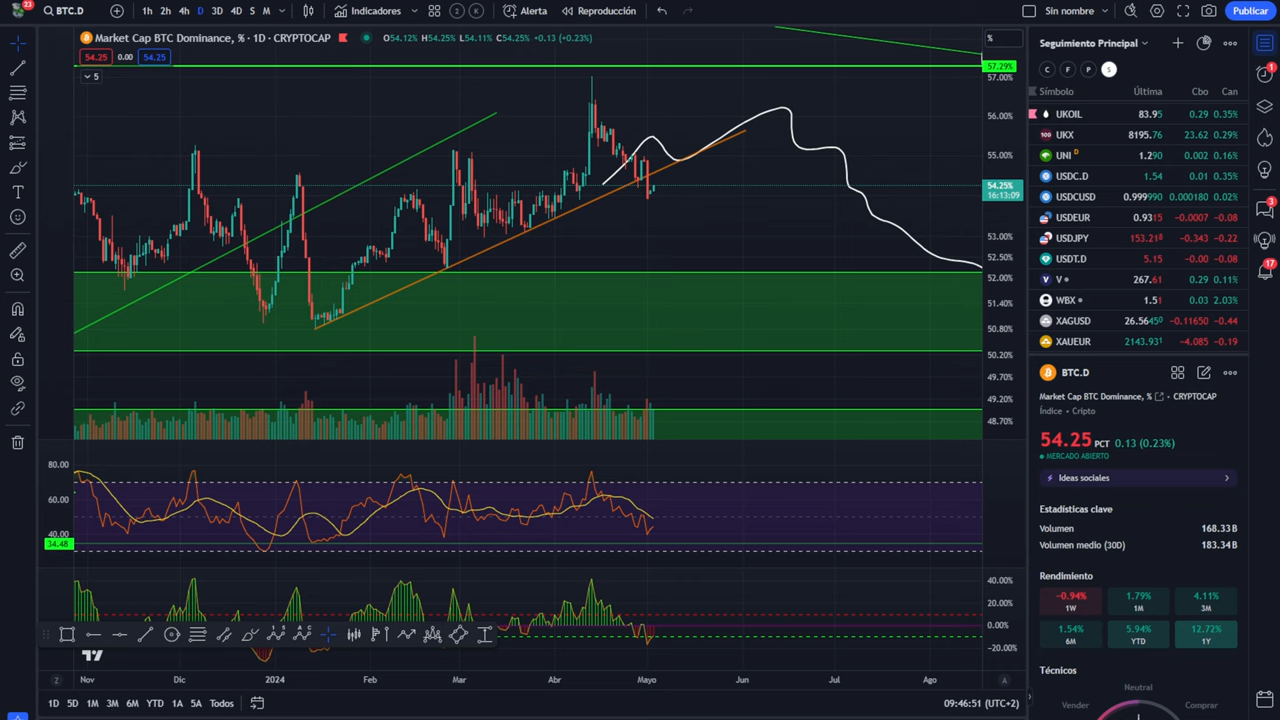 23
BTC.D
1h 2h 4h D 3D 4D S M
Indicadores
2 K
Alerta
Reproducción
Sin nombre
Publicar
Market Cap BTC Dominance, % · 1D · CRYPTOCAP
O54.12% H54.25% L54.11% C54.25% +0.13 (+0.23%)
54.25 0.00 54.25
5
%
57.29%
57.00%
56.00%
55.00%
54.25%
16:13:09
53.00%
52.50%
52.00%
51.40%
50.80%
50.20%
49.70%
49.20%
48.70%
80.00
60.00
40.00
34.48
40.00%
20.00%
0.00%
−20.00%
Z Nov Dic 2024 Feb Mar Abr Mayo Jun Jul Ago A
1D 5D 1M 3M 6M YTD 1A 5A Todos
09:46:51 (UTC+2)
Seguimiento Principal
C F P S
Símbolo Última Cbo Can
UKOIL 83.95 0.29 0.35%
UKX 8195.76 23.62 0.29%
UNI D 1.290 0.002 0.16%
USDC.D 1.54 0.01 0.35%
USDCUSD 0.999990 0.000180 0.02%
USDEUR 0.9315 -0.0007 -0.08
USDJPY 153.218 -0.343 -0.22
USDT.D 5.15 -0.00 -0.08
V 267.61 0.29 0.11%
WBX 1.51 0.03 2.03%
XAGUSD 26.56450 -0.11650 -0.44
XAUEUR 2143.931 -4.085 -0.19
BTC.D
Market Cap BTC Dominance, % · CRYPTOCAP
Índice · Cripto
54.25 PCT 0.13 (0.23%)
MERCADO ABIERTO
Ideas sociales
Estadísticas clave
Volumen 168.33B
Volumen medio (30D) 183.34B
Rendimiento
-0.94% 1.79% 4.11%
1W 1M 3M
1.54% 5.94% 12.72%
6M YTD 1Y
Técnicos
Neutral
Vender Comprar
1
3
17